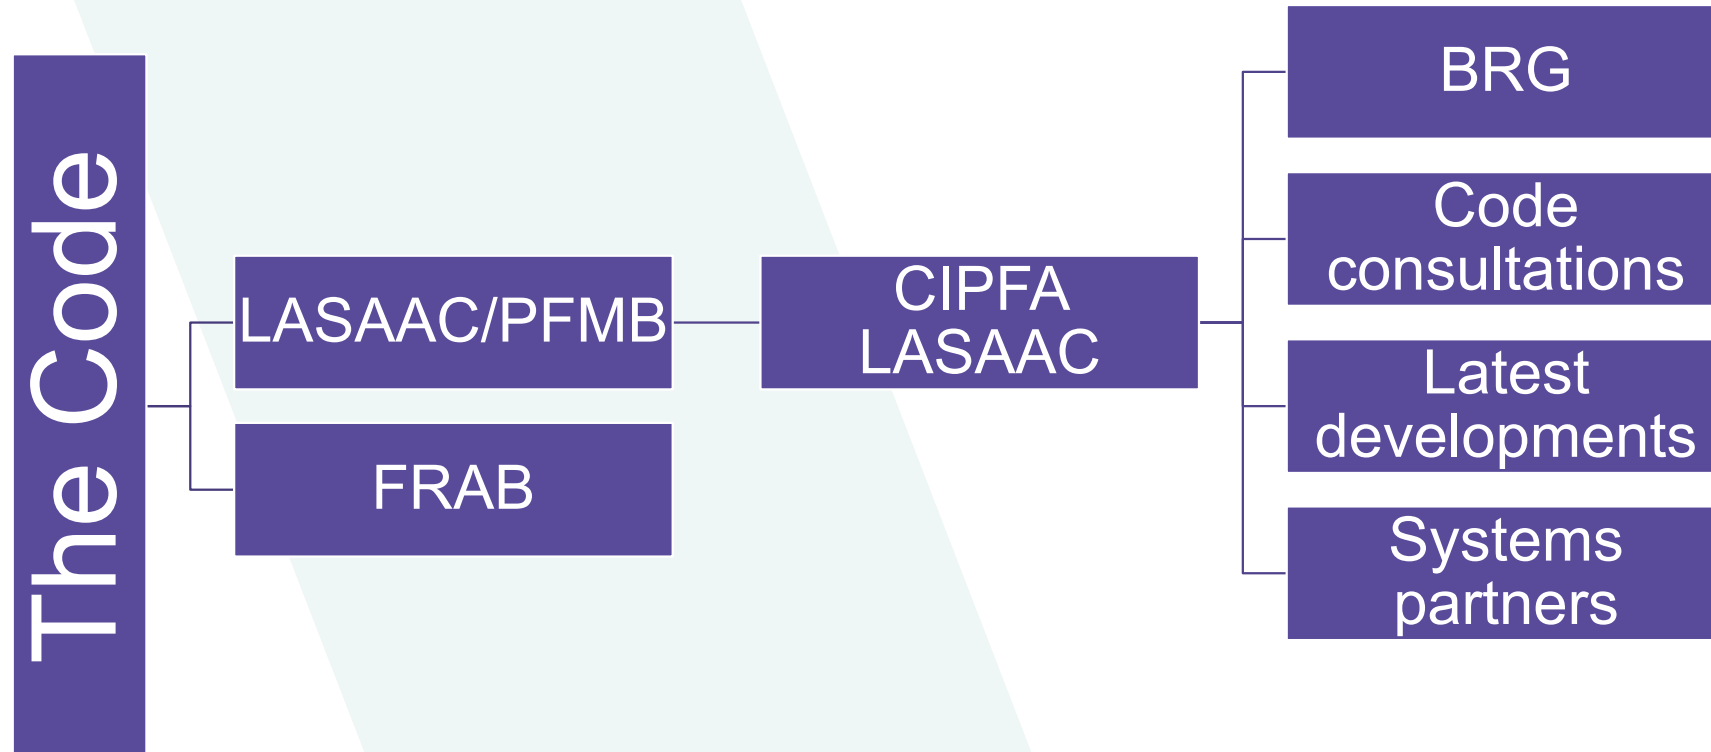 The Code
LASAAC/PFMB
FRAB
CIPFA
LASAAC
BRG
Code
consultations
Latest
developments
Systems
partners